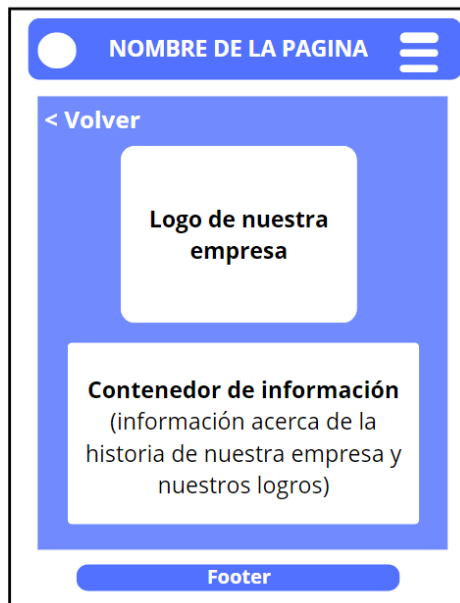 NOMBRE DE LA PAGINA
< Volver
Logo de nuestra
empresa
Contenedor de información
(información acerca de la
historia de nuestra empresa y
nuestros logros)
Footer